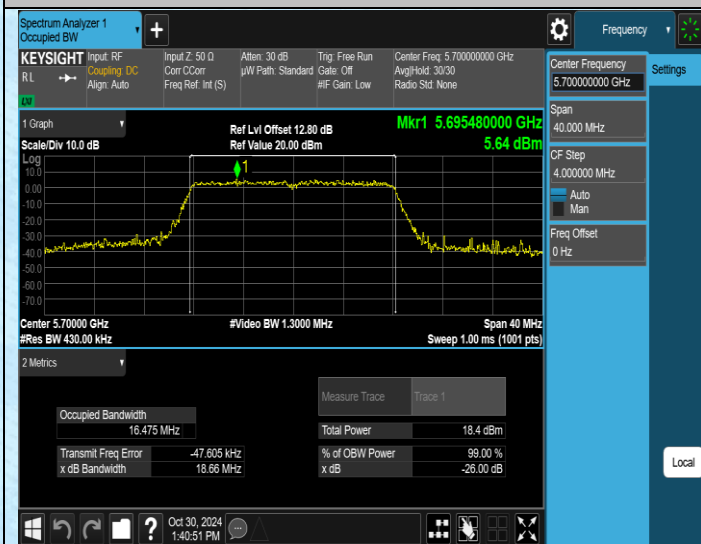 Spectrum Analyzer 1
Occupied BW
Frequency
KEYSIGHT
RL
Input: RF
Coupling: DC
Align: Auto
Input Z: 50 Ω
Corr CCorr
Freq Ref: Int (S)
Atten: 30 dB
µW Path: Standard
Trig: Free Run
Gate: Off
#IF Gain: Low
Center Freq: 5.700000000 GHz
Avg|Hold: 30/30
Radio Std: None
Center Frequency
5.700000000 GHz
Settings
Span
40.000 MHz
CF Step
4.000000 MHz
Auto
Man
Freq Offset
0 Hz
Local
1 Graph
Scale/Div 10.0 dB
Ref Lvl Offset 12.80 dB
Ref Value 20.00 dBm
Mkr1 5.695480000 GHz
5.64 dBm
Log
10.0
0.00
-10.0
-20.0
-30.0
-40.0
-50.0
-60.0
-70.0
1
Center 5.70000 GHz
#Video BW 1.3000 MHz
Span 40 MHz
#Res BW 430.00 kHz
Sweep 1.00 ms (1001 pts)
2 Metrics
Measure Trace
Trace 1
Occupied Bandwidth
16.475 MHz
Total Power
18.4 dBm
Transmit Freq Error
-47.605 kHz
% of OBW Power
99.00 %
x dB Bandwidth
18.66 MHz
x dB
-26.00 dB
Oct 30, 2024
1:40:51 PM